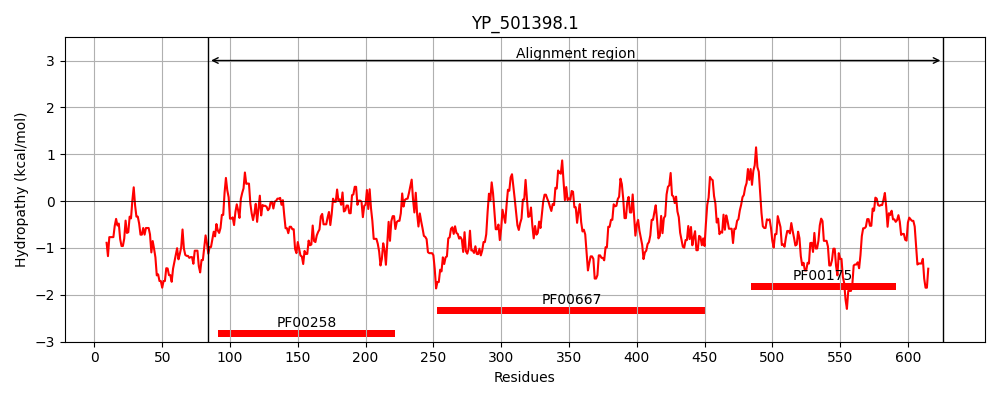 YP_501398.1
Alignment region
3
2
1
0
−1
−2
−3
Hydropathy (kcal/mol)
PF00175
PF00667
PF00258
0 50 100 150 200 250 300 350 400 450 500 550 600
Residues